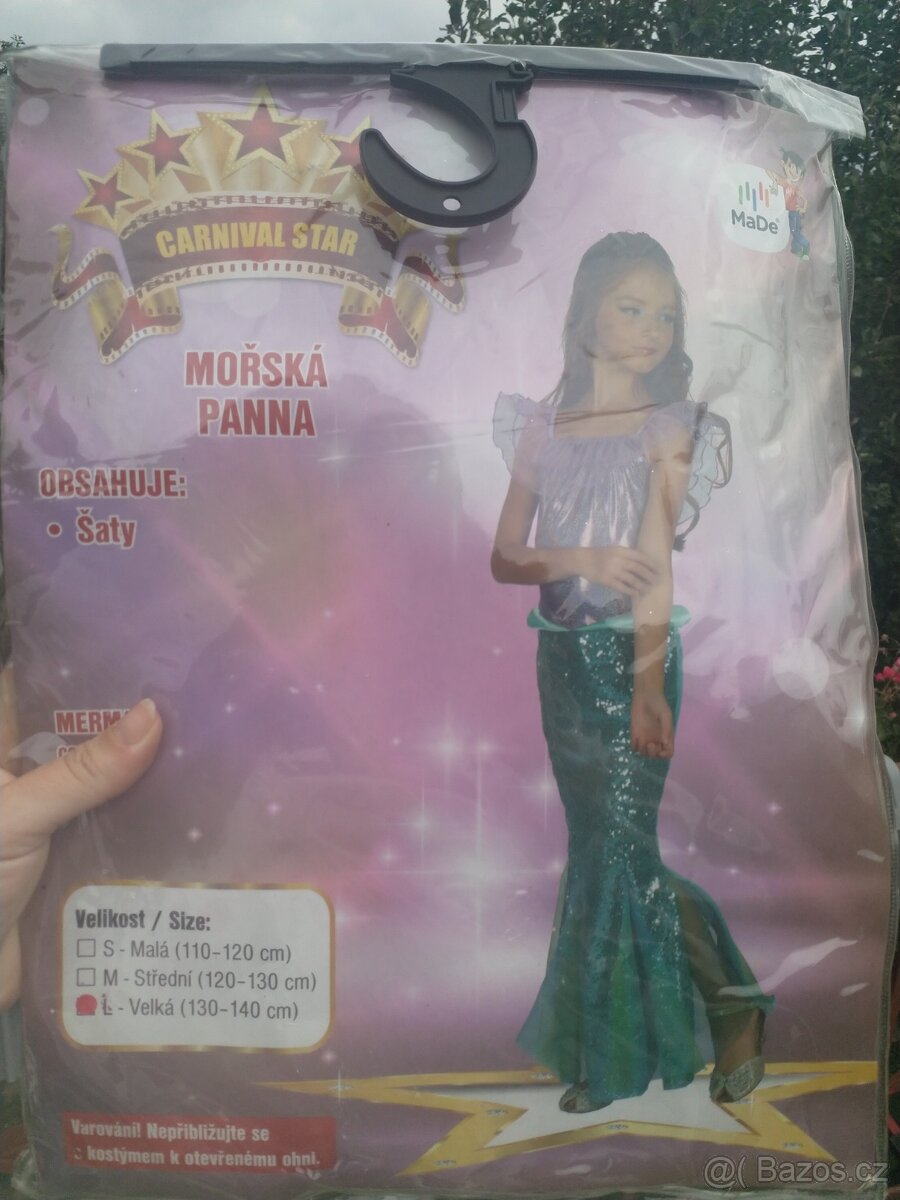 CARNIVAL STAR
MaDe®
MOŘSKÁ
PANNA
OBSAHUJE:
• Šaty
Velikost / Size:
S - Malá (110-120 cm)
M - Střední (120-130 cm)
L - Velká (130-140 cm)
Varování! Nepřibližujte se
kostýmem k otevřenému ohni.
@( Bazos.cz